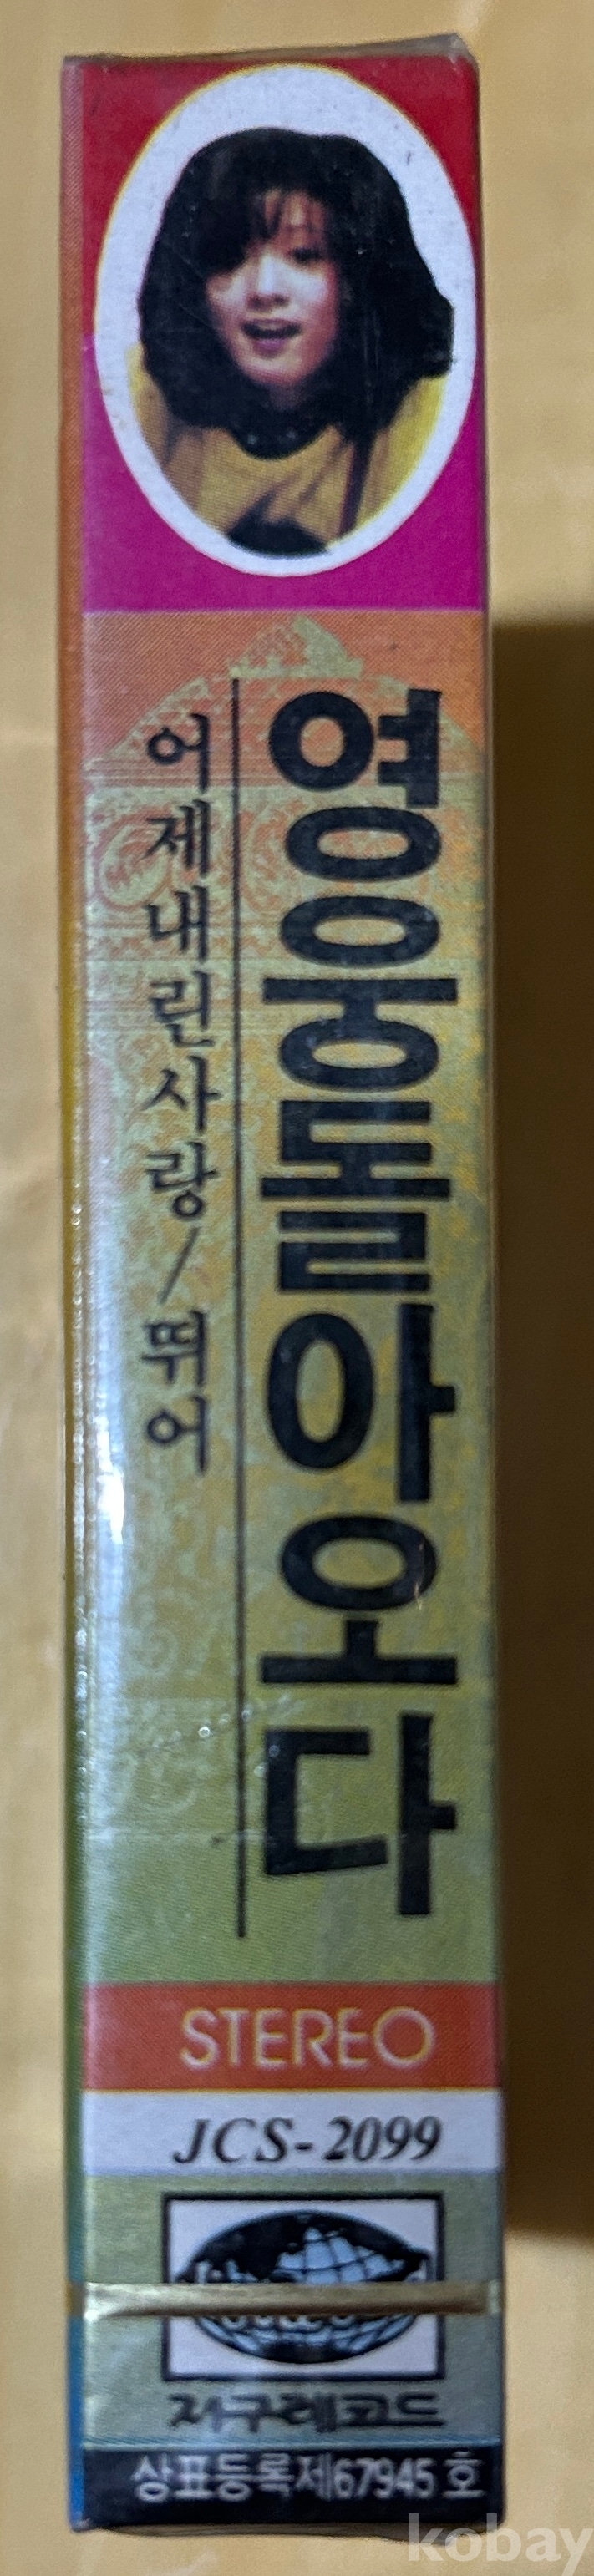 영웅돌아오다
어제내린사랑/뛰어
STEREO
JCS-2099
지구레코드
상표등록제67945호
kobay